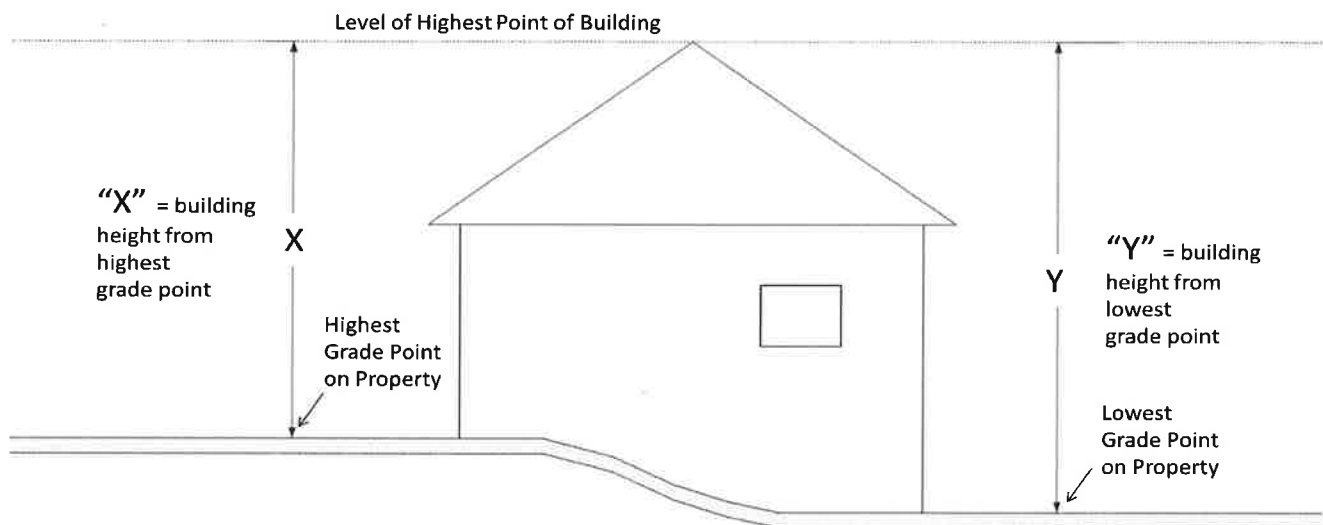 Level of Highest Point of Building
“X” = building
height from
highest
grade point
X
Highest
Grade Point
on Property
Y
“Y” = building
height from
lowest
grade point
Lowest
Grade Point
on Property